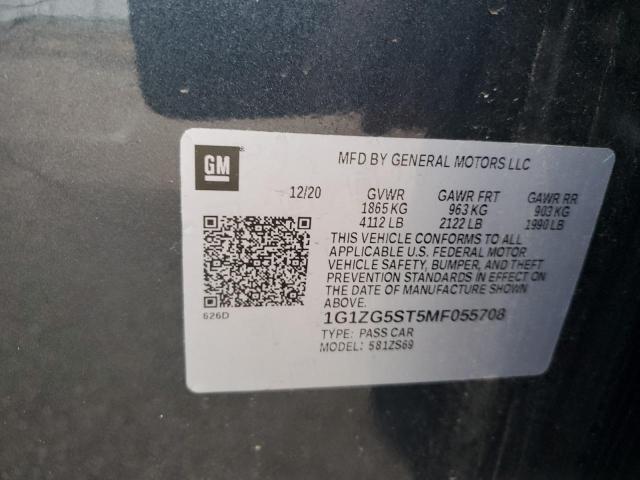 GM
MFD BY GENERAL MOTORS LLC
12/20 GVWR GAWR FRT GAWR RR
1865 KG 963 KG 903 KG
4112 LB 2122 LB 1990 LB
THIS VEHICLE CONFORMS TO ALL
APPLICABLE U.S. FEDERAL MOTOR
VEHICLE SAFETY, BUMPER, AND THEFT
PREVENTION STANDARDS IN EFFECT ON
THE DATE OF MANUFACTURE SHOWN
ABOVE.
626D
1G1ZG5ST5MF055708
TYPE: PASS CAR
MODEL: 581ZS69